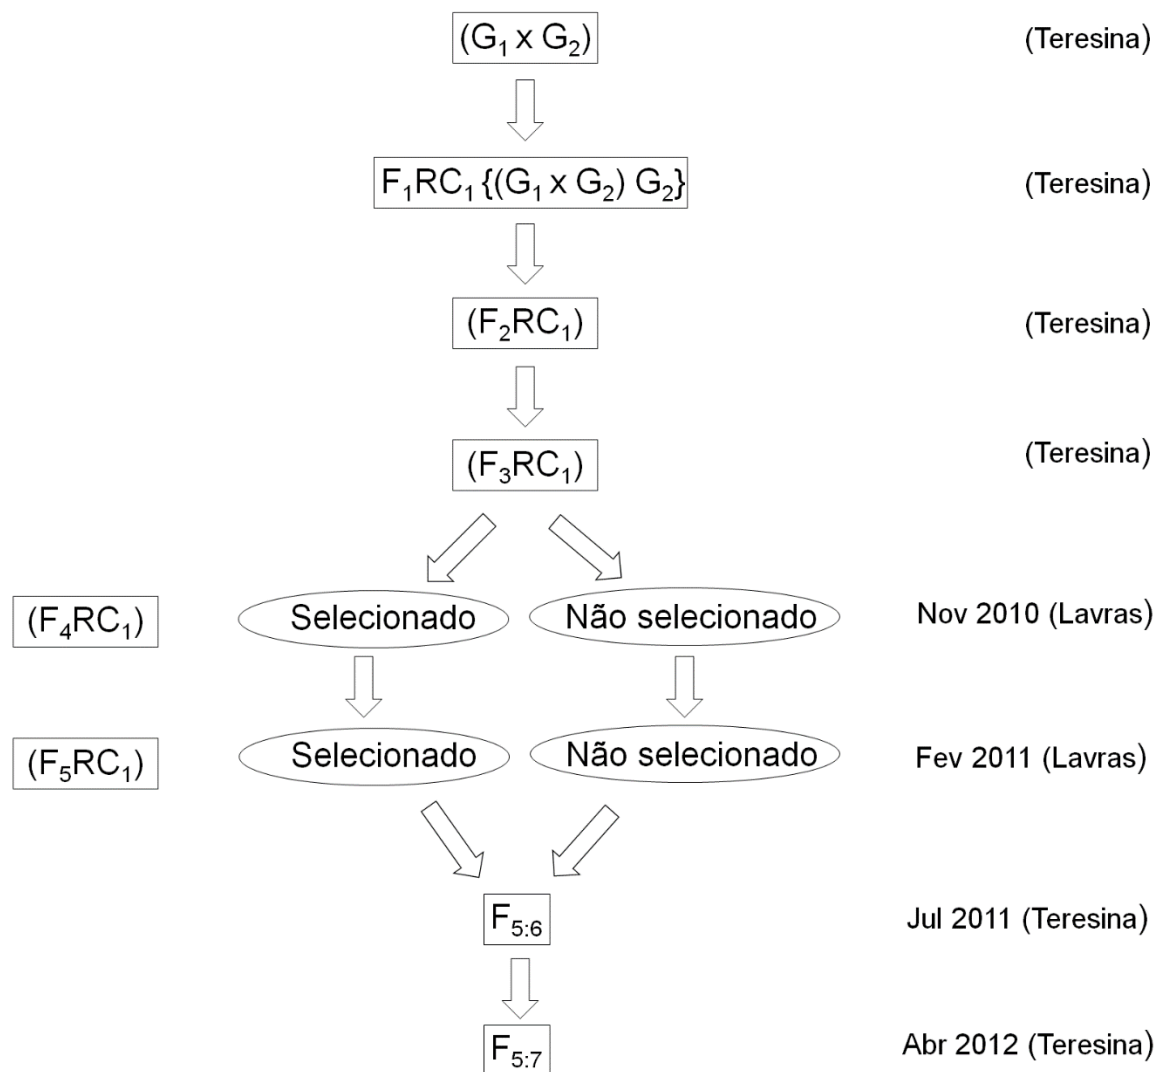 (G₁ x G₂) (Teresina)
F₁RC₁ {(G₁ x G₂) G₂} (Teresina)
(F₂RC₁) (Teresina)
(F₃RC₁) (Teresina)
(F₄RC₁) Selecionado Não selecionado Nov 2010 (Lavras)
(F₅RC₁) Selecionado Não selecionado Fev 2011 (Lavras)
F₅:₆ Jul 2011 (Teresina)
F₅:₇ Abr 2012 (Teresina)